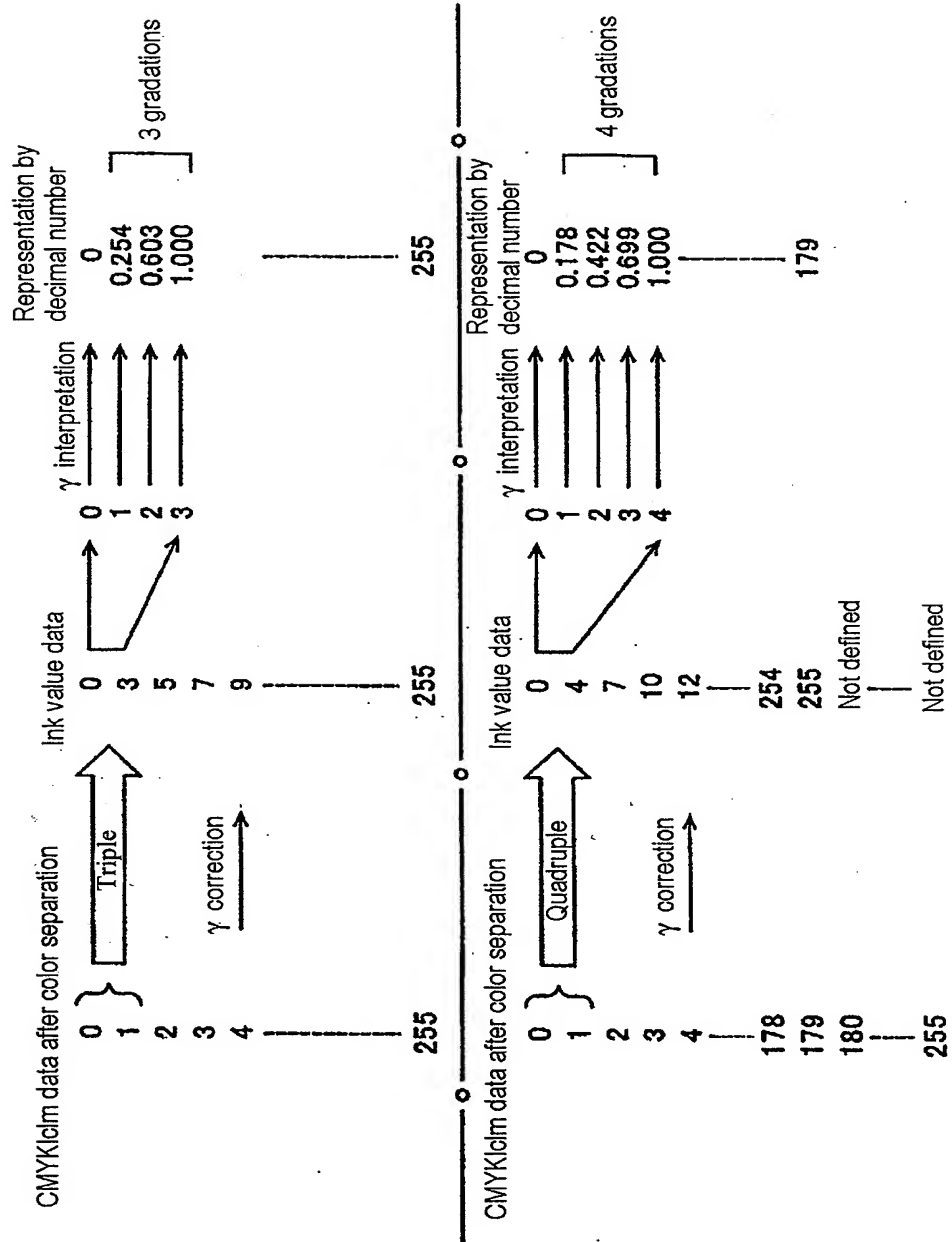 CMYKlclm data after color separation
0
1
2
3
4
255
Triple
γ correction
Ink value data
0
3
5
7
9
255
0
1
2
3
γ interpretation
Representation by
decimal number
0
0.254
0.603
1.000
255
3 gradations
CMYKlclm data after color separation
0
1
2
3
4
178
179
180
255
Quadruple
γ correction
Ink value data
0
4
7
10
12
254
255
Not defined
Not defined
0
1
2
3
4
γ interpretation
Representation by
decimal number
0
0.178
0.422
0.699
1.000
179
4 gradations